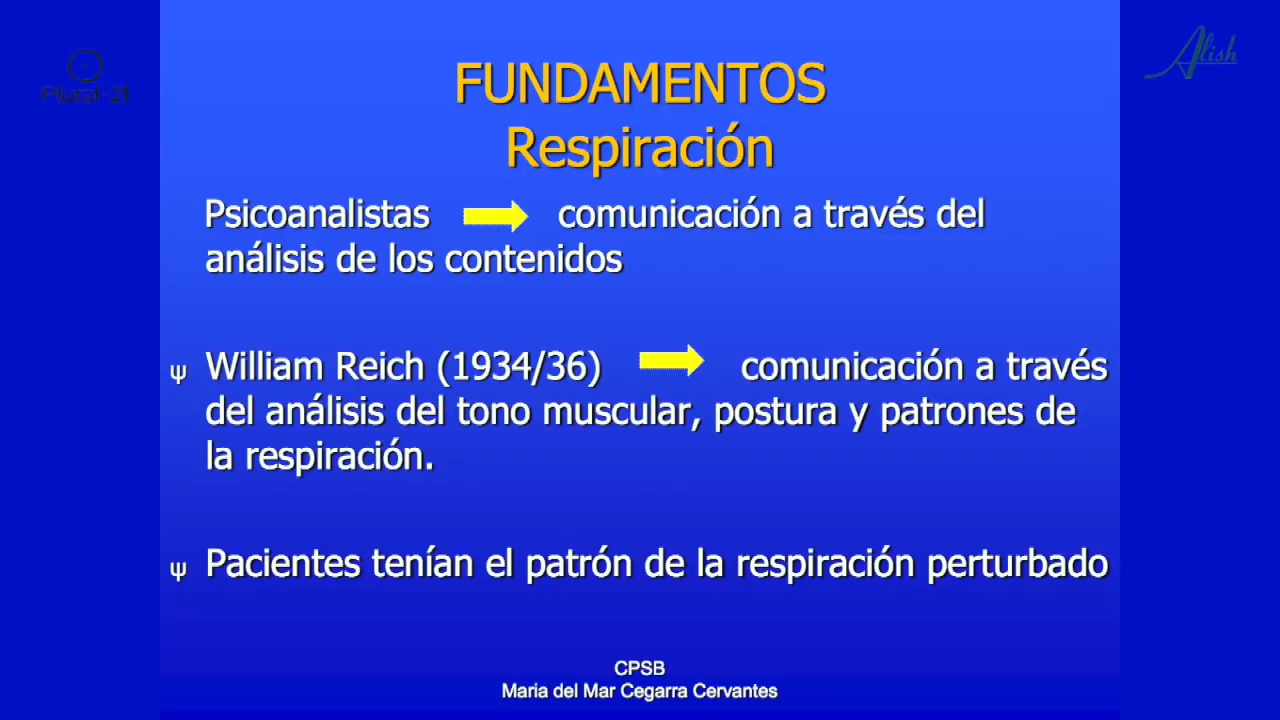 Plural-21
Alish
FUNDAMENTOS
Respiración
Psicoanalistas comunicación a través del
análisis de los contenidos
ψ William Reich (1934/36) comunicación a través
del análisis del tono muscular, postura y patrones de
la respiración.
ψ Pacientes tenían el patrón de la respiración perturbado
CPSB
Maria del Mar Cegarra Cervantes